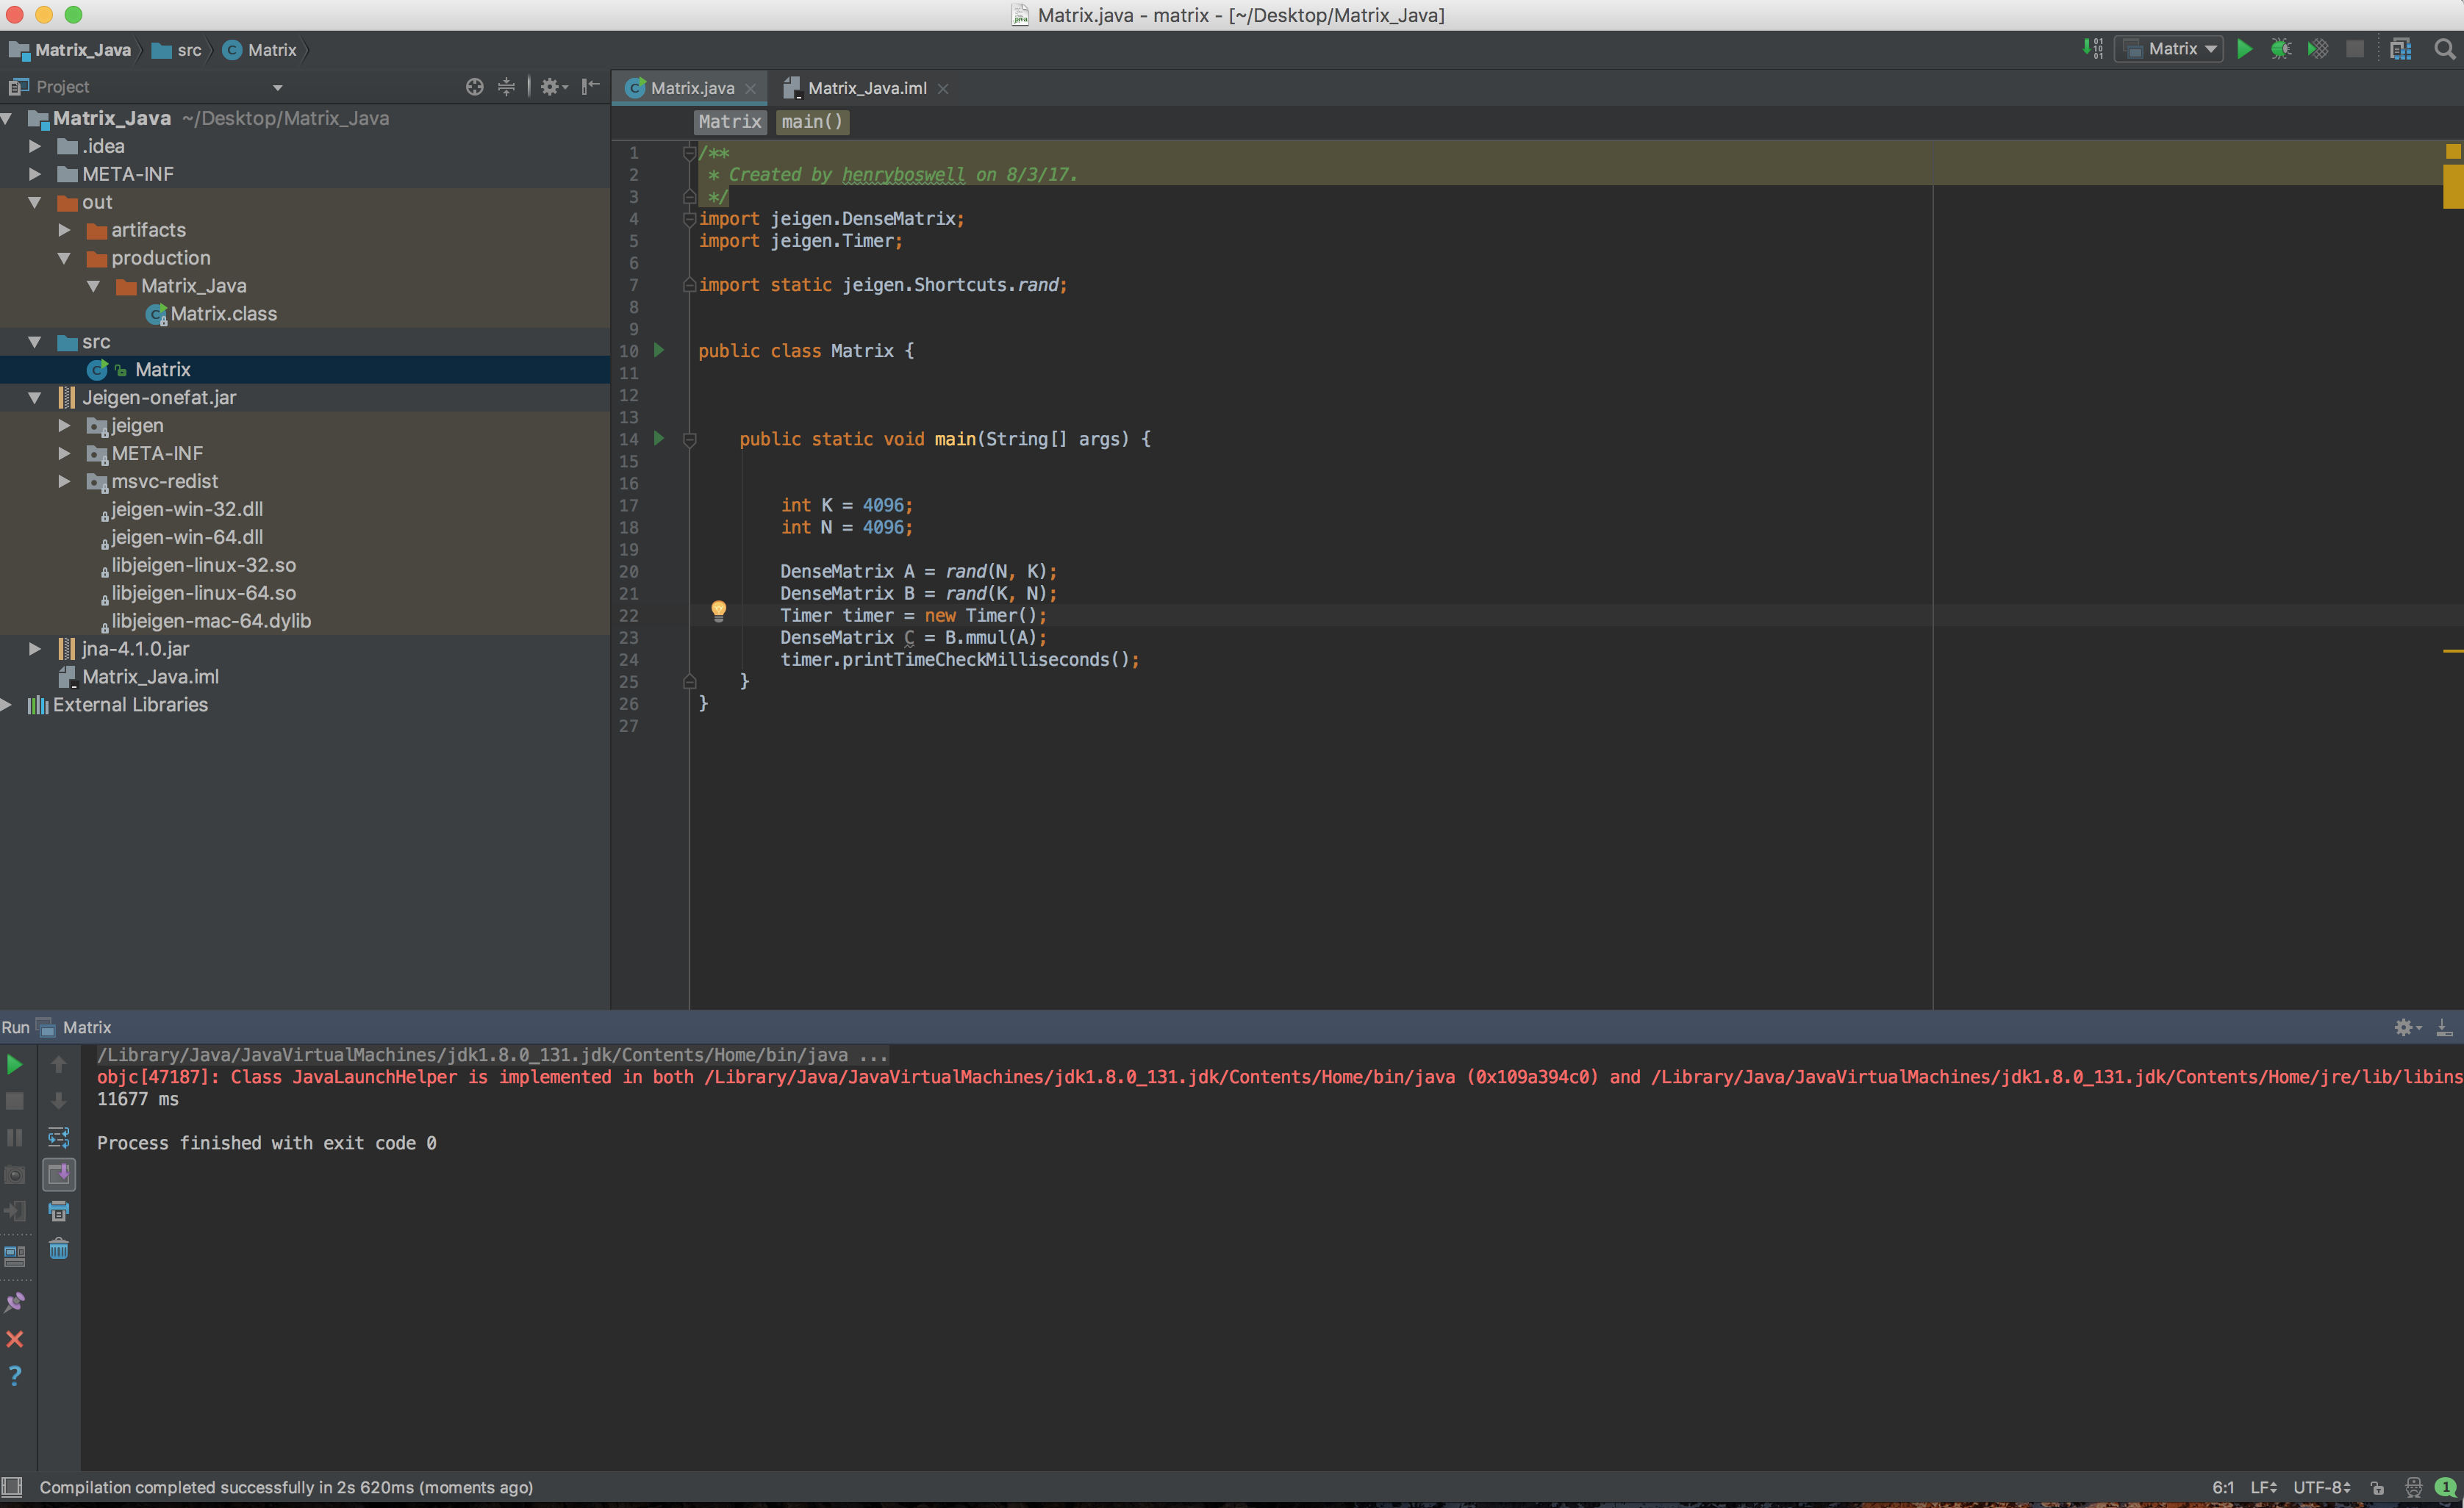 Matrix.java - matrix - [~/Desktop/Matrix_Java]
Matrix_Java src Matrix
Matrix
Project
Matrix_Java ~/Desktop/Matrix_Java
.idea
META-INF
out
artifacts
production
Matrix_Java
Matrix.class
src
Matrix
Jeigen-onefat.jar
jeigen
META-INF
msvc-redist
jeigen-win-32.dll
jeigen-win-64.dll
libjeigen-linux-32.so
libjeigen-linux-64.so
libjeigen-mac-64.dylib
jna-4.1.0.jar
Matrix_Java.iml
External Libraries
Matrix.java Matrix_Java.iml
Matrix main()
1 /**
2 * Created by henryboswell on 8/3/17.
3 */
4 import jeigen.DenseMatrix;
5 import jeigen.Timer;
6
7 import static jeigen.Shortcuts.rand;
8
9
10 public class Matrix {
11
12
13
14 public static void main(String[] args) {
15
16
17 int K = 4096;
18 int N = 4096;
19
20 DenseMatrix A = rand(N, K);
21 DenseMatrix B = rand(K, N);
22 Timer timer = new Timer();
23 DenseMatrix C = B.mmul(A);
24 timer.printTimeCheckMilliseconds();
25 }
26 }
27
Run Matrix
/Library/Java/JavaVirtualMachines/jdk1.8.0_131.jdk/Contents/Home/bin/java ...
objc[47187]: Class JavaLaunchHelper is implemented in both /Library/Java/JavaVirtualMachines/jdk1.8.0_131.jdk/Contents/Home/bin/java (0x109a394c0) and /Library/Java/JavaVirtualMachines/jdk1.8.0_131.jdk/Contents/Home/jre/lib/libins
11677 ms
Process finished with exit code 0
Compilation completed successfully in 2s 620ms (moments ago)
6:1 LF UTF-8 1